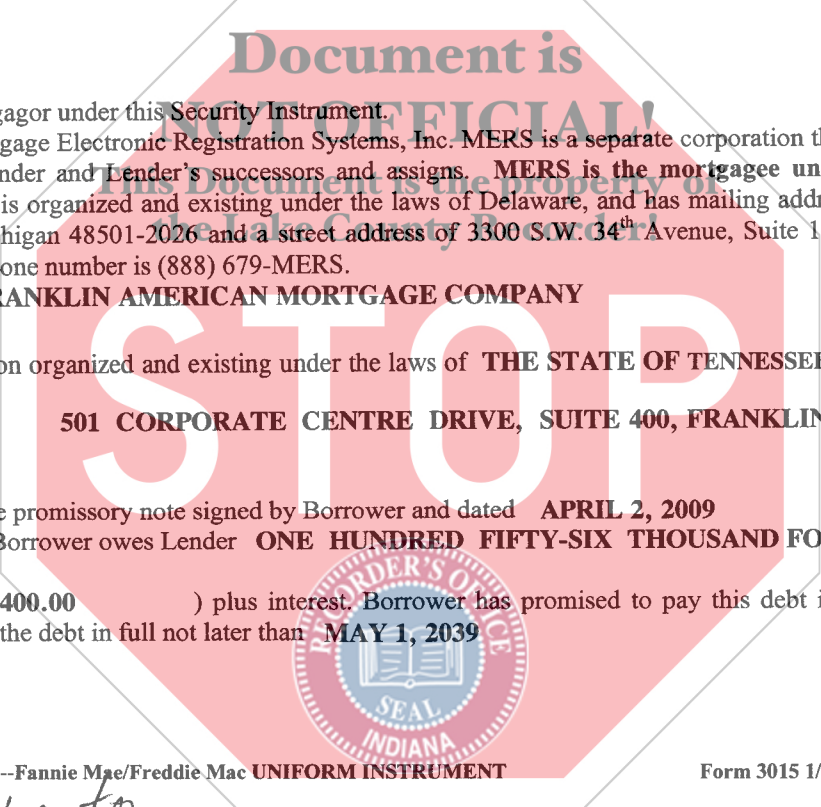 Document is
gagor under this Security Instrument.
NOT OFFICIAL!
gage Electronic Registration Systems, Inc. MERS is a separate corporation th
nder and Lender's successors and assigns. MERS is the mortgagee un
This Document is the property of
is organized and existing under the laws of Delaware, and has mailing addr
the Lake County Recorder!
higan 48501-2026 and a street address of 3300 S.W. 34th Avenue, Suite 1
one number is (888) 679-MERS.
RANKLIN AMERICAN MORTGAGE COMPANY
STOP
on organized and existing under the laws of THE STATE OF TENNESSEE
501 CORPORATE CENTRE DRIVE, SUITE 400, FRANKLIN
e promissory note signed by Borrower and dated APRIL 2, 2009
Borrower owes Lender ONE HUNDRED FIFTY-SIX THOUSAND FO
400.00 ) plus interest. Borrower has promised to pay this debt i
the debt in full not later than MAY 1, 2039
RECORDER'S OFFICE
SEAL
INDIANA
--Fannie Mae/Freddie Mac UNIFORM INSTRUMENT Form 3015 1/